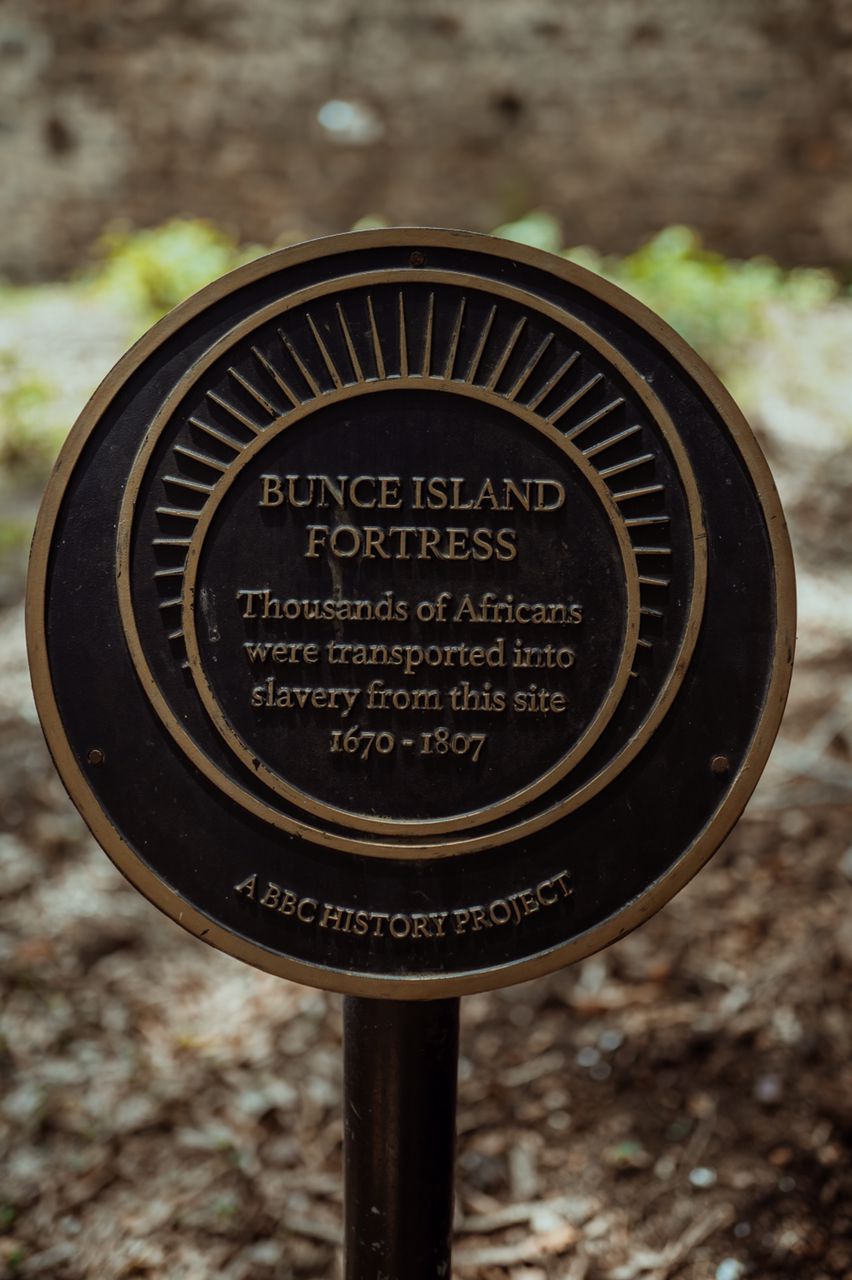 BUNCE ISLAND
FORTRESS
Thousands of Africans
were transported into
slavery from this site
1670 - 1807
A BBC HISTORY PROJECT